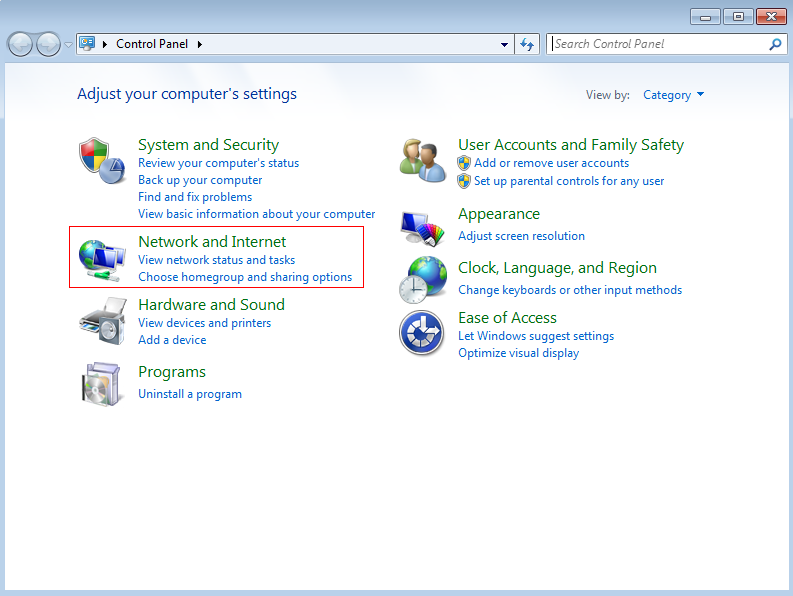 Control Panel
Search Control Panel
Adjust your computer's settings
View by: Category
System and Security
Review your computer's status
Back up your computer
Find and fix problems
View basic information about your computer
Network and Internet
View network status and tasks
Choose homegroup and sharing options
Hardware and Sound
View devices and printers
Add a device
Programs
Uninstall a program
User Accounts and Family Safety
Add or remove user accounts
Set up parental controls for any user
Appearance
Adjust screen resolution
Clock, Language, and Region
Change keyboards or other input methods
Ease of Access
Let Windows suggest settings
Optimize visual display